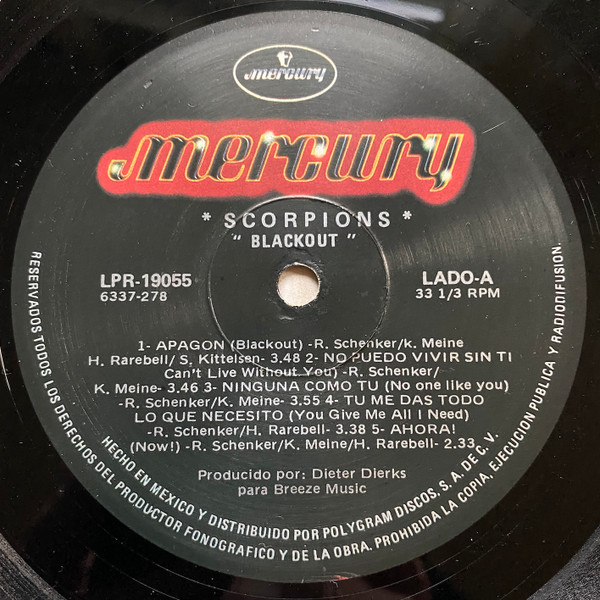 mercury
mercury
* SCORPIONS *
" BLACKOUT "
LPR-19055
6337-278
LADO-A
33 1/3 RPM
1- APAGON (Blackout) -R. Schenker/k. Meine
H. Rarebell/ S, Kittelsen- 3.48 2- NO PUEDO VIVIR SIN TI
Can't Live Without You) -R. Schenker/
K. Meine- 3.46 3- NINGUNA COMO TU (No one like you)
-R. Schenker/K. Meine- 3.55 4- TU ME DAS TODO
LO QUE NECESITO (You Give Me All I Need)
-R. Schenker/H. Rarebell- 3.38 5- AHORA!
(Now!) -R. Schenker/K. Meine/H. Rarebell- 2.33
Producido por: Dieter Dierks
para Breeze Music
HECHO EN MEXICO Y DISTRIBUIDO POR POLYGRAM DISCOS. S. A. DE C. V.
RESERVADOS TODOS LOS DERECHOS DEL PRODUCTOR FONOGRAFICO Y DE LA OBRA. PROHIBIDA LA COPIA, EJECUCION PUBLICA Y RADIODIFUSION.